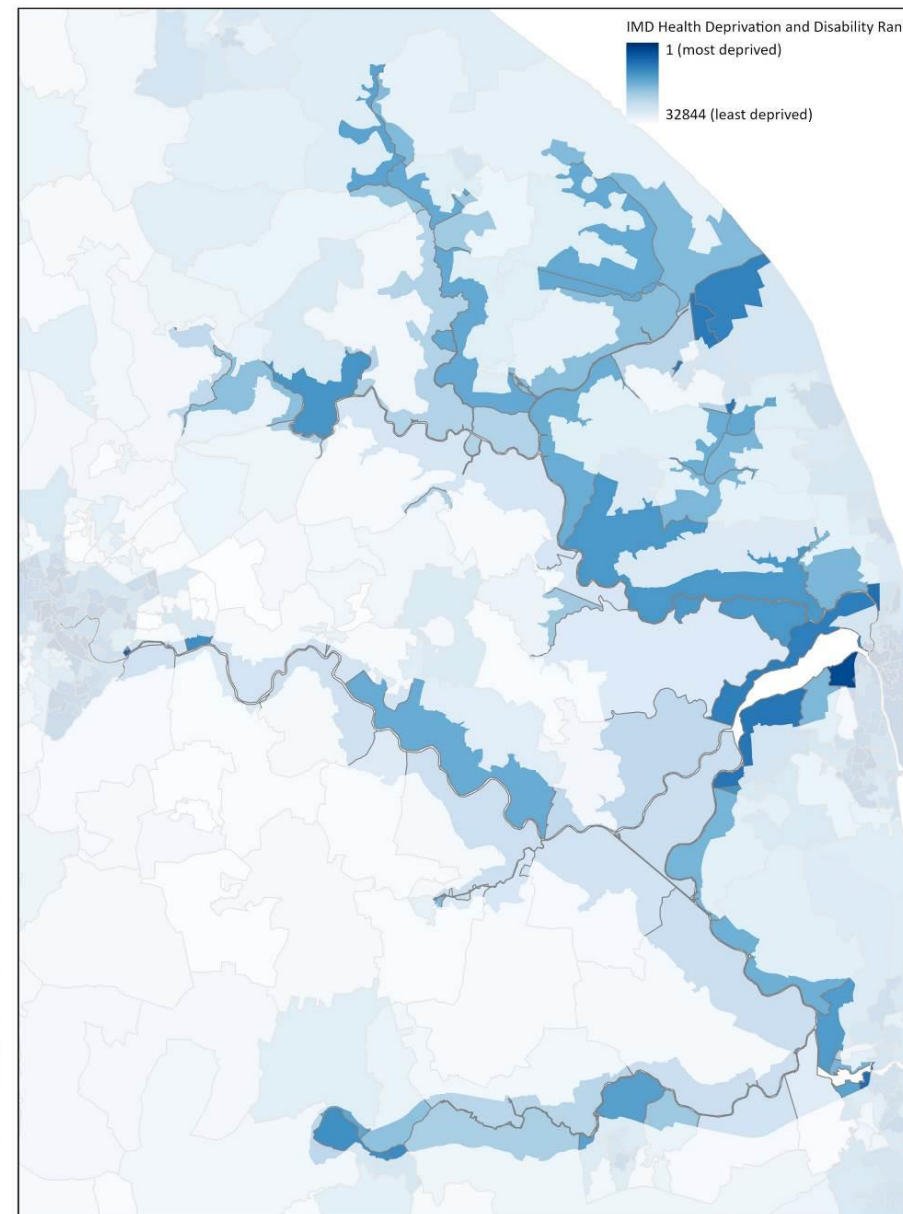 IMD Health Deprivation and Disability Ran
1 (most deprived)
32844 (least deprived)